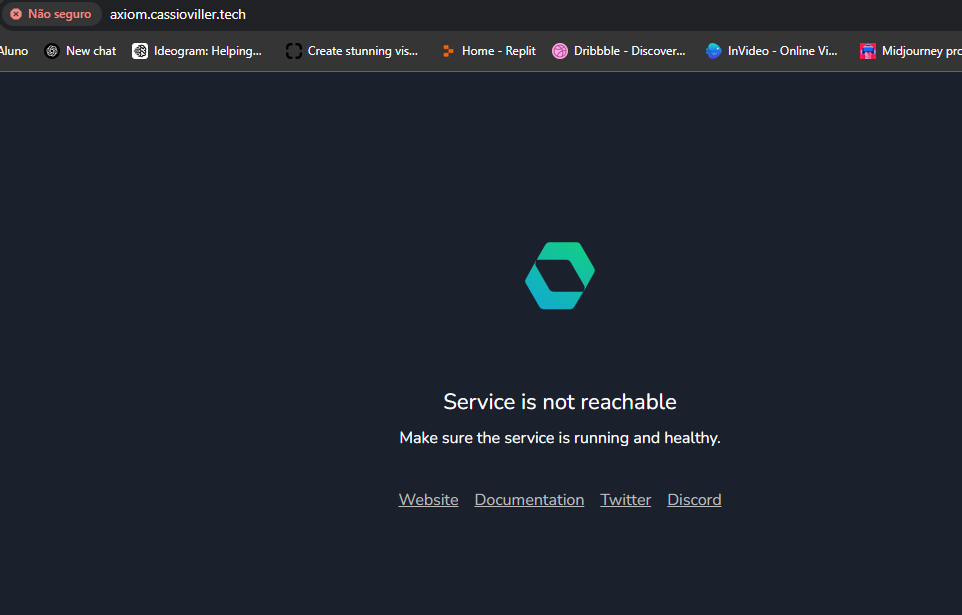 Não seguro axiom.cassioviller.tech
Aluno New chat Ideogram: Helping... Create stunning vis... Home - Replit Dribbble - Discover... InVideo - Online Vi... Midjourney pro
Service is not reachable
Make sure the service is running and healthy.
Website Documentation Twitter Discord